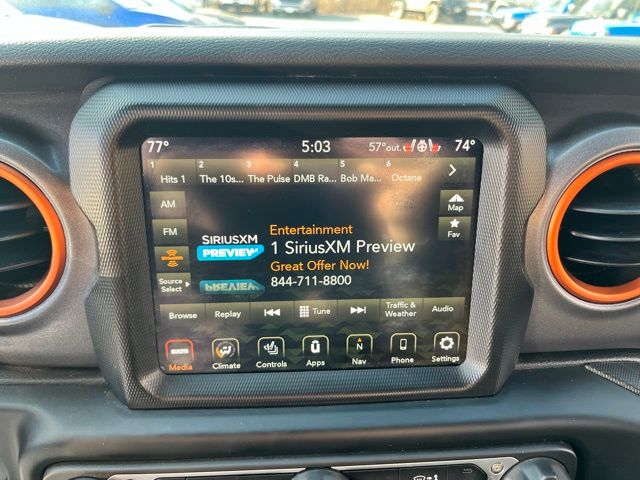 77° 5:03 57°out. 74°
1 2 3 4 5 6
Hits 1 The 10s... The Pulse DMB Ra... Bob Ma... Octane
AM
Map
FM
Fav
SIRIUSXM
PREVIEW
Entertainment
1 SiriusXM Preview
Great Offer Now!
844-711-8800
Source
Select
PREVIEW
Browse Replay Tune Traffic &
Weather Audio
sxm
N
Media Climate Controls Apps Nav Phone Settings